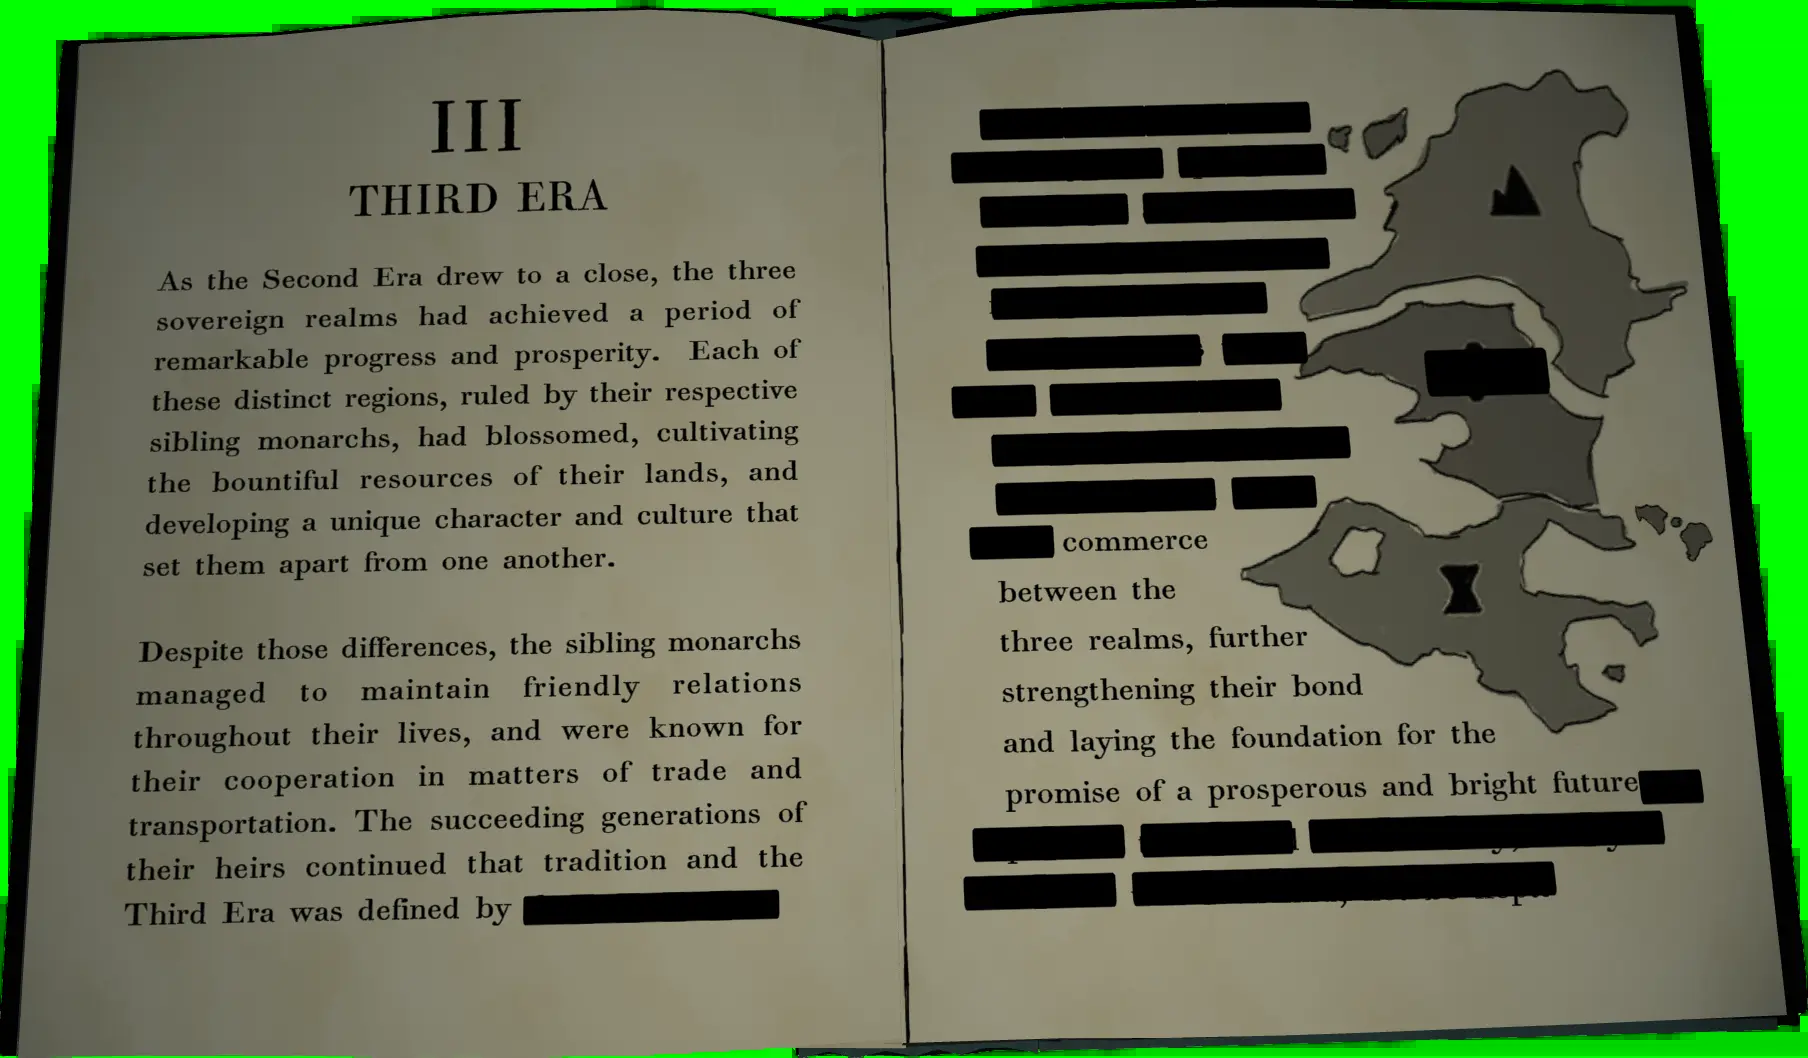 III
THIRD ERA
As the Second Era drew to a close, the three
sovereign realms had achieved a period of
remarkable progress and prosperity. Each of
these distinct regions, ruled by their respective
sibling monarchs, had blossomed, cultivating
the bountiful resources of their lands, and
developing a unique character and culture that
set them apart from one another.
Despite those differences, the sibling monarchs
managed to maintain friendly relations
throughout their lives, and were known for
their cooperation in matters of trade and
transportation. The succeeding generations of
their heirs continued that tradition and the
Third Era was defined by
commerce
between the
three realms, further
strengthening their bond
and laying the foundation for the
promise of a prosperous and bright future